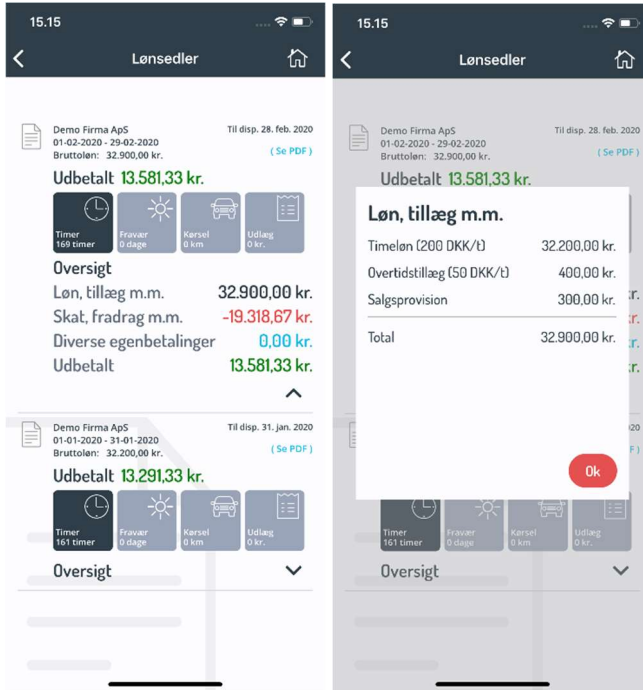 15.15
Lønsedler
Demo Firma ApS
Til disp. 28. feb. 2020
01-02-2020 - 29-02-2020
Bruttoløn: 32.900,00 kr.
( Se PDF )
Udbetalt 13.581,33 kr.
Timer
169 timer
Fravær
0 dage
Kørsel
0 km
Udlæg
0 kr.
Oversigt
Løn, tillæg m.m. 32.900,00 kr.
Skat, fradrag m.m. -19.318,67 kr.
Diverse egenbetalinger 0,00 kr.
Udbetalt 13.581,33 kr.
Demo Firma ApS
Til disp. 31. jan. 2020
01-01-2020 - 31-01-2020
Bruttoløn: 32.200,00 kr.
( Se PDF )
Udbetalt 13.291,33 kr.
Timer
161 timer
Fravær
0 dage
Kørsel
0 km
Udlæg
0 kr.
Oversigt
15.15
Lønsedler
Demo Firma ApS
Til disp. 28. feb. 2020
01-02-2020 - 29-02-2020
Bruttoløn: 32.900,00 kr.
( Se PDF )
Udbetalt 13.581,33 kr.
Løn, tillæg m.m.
Timeløn (200 DKK/t) 32.200,00 kr.
Overtidstillæg (50 DKK/t) 400,00 kr.
Salgsprovision 300,00 kr.
Total 32.900,00 kr.
Ok
Timer
161 timer
Fravær
0 dage
Kørsel
0 km
Udlæg
0 kr.
Oversigt